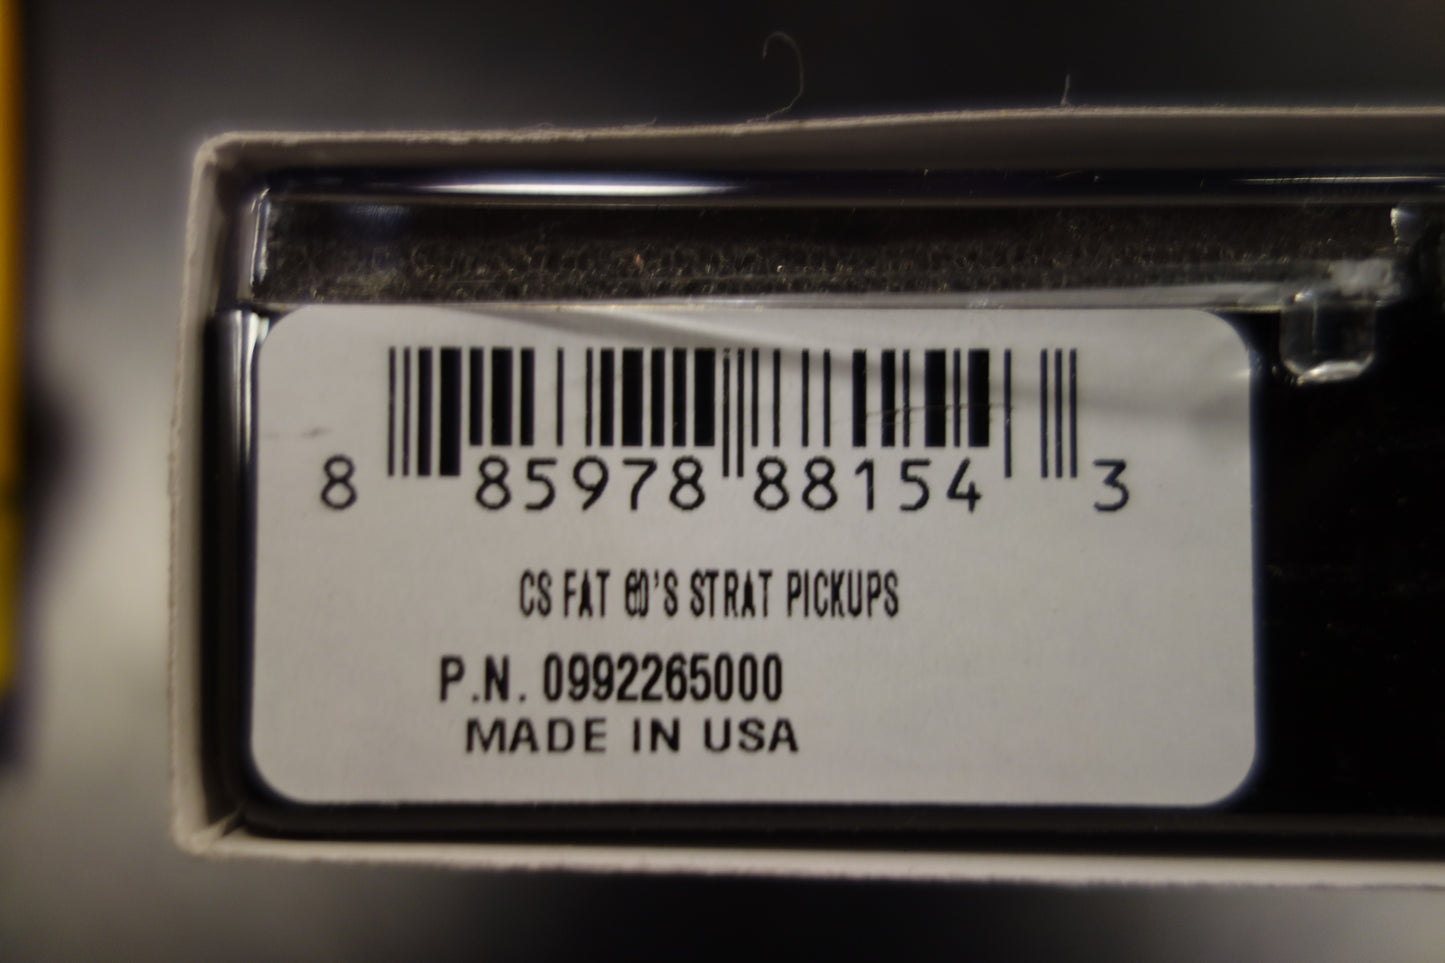 8 85978 88154 3
CS FAT 60'S STRAT PICKUPS
P.N. 0992265000
MADE IN USA